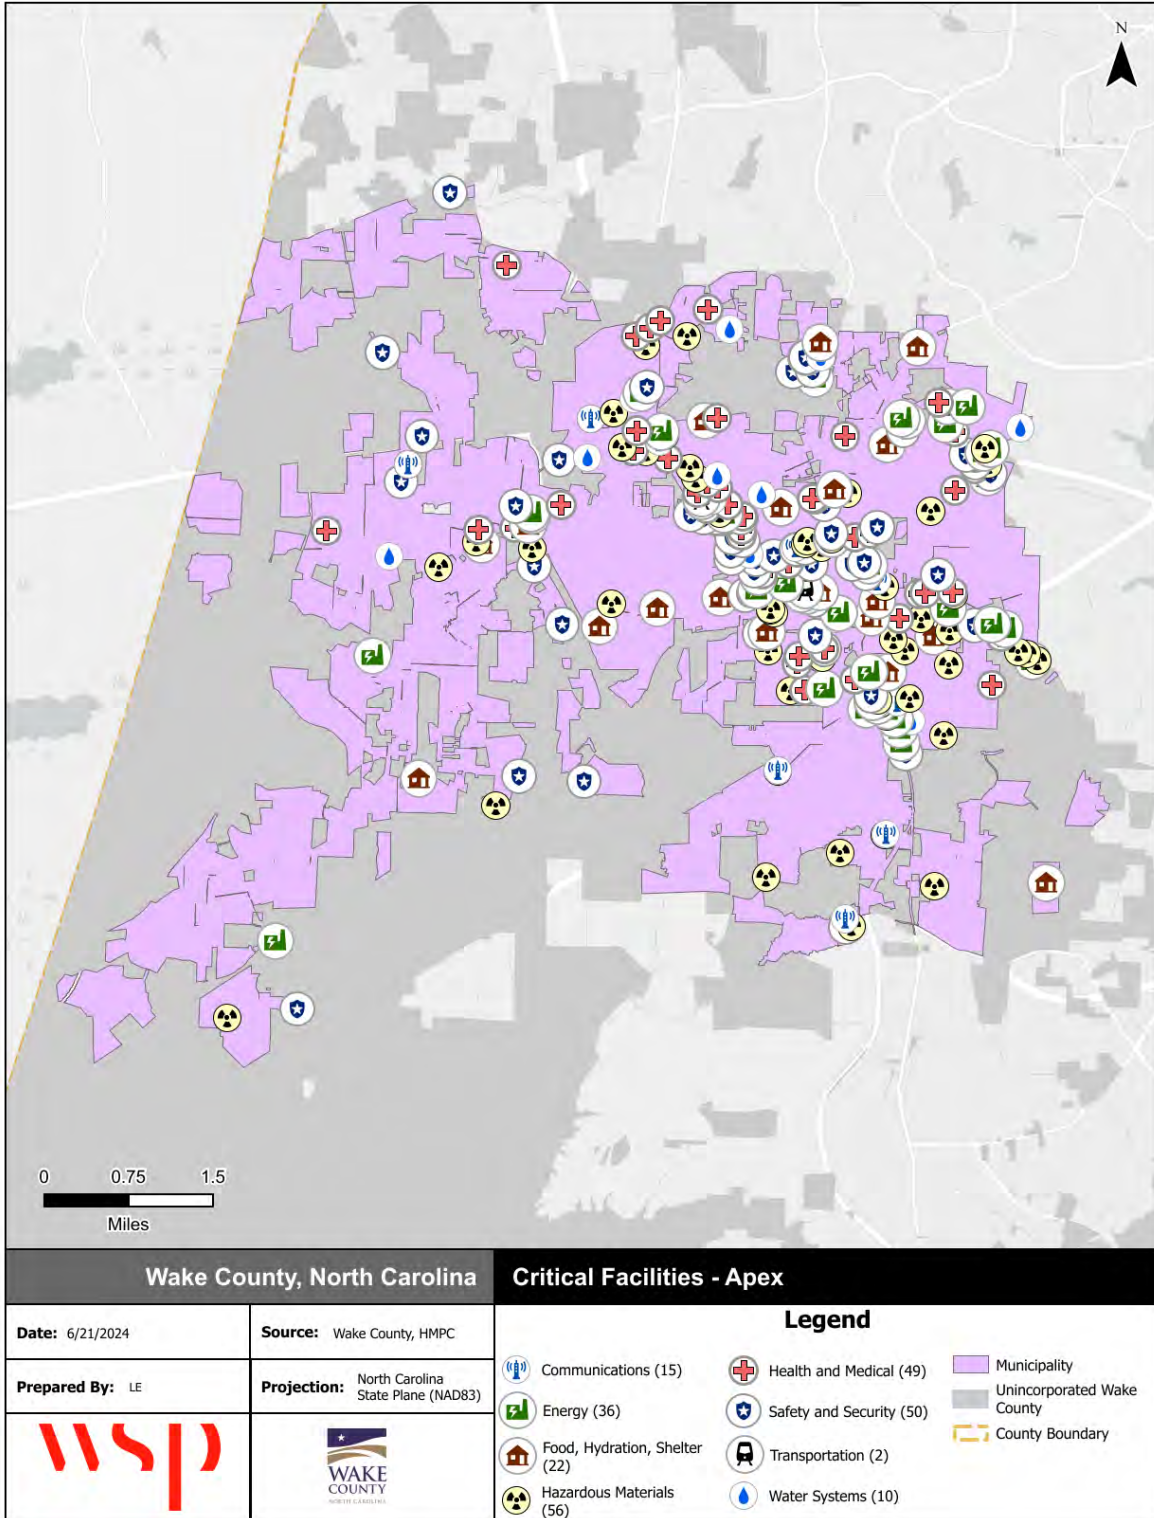 N
0 0.75 1.5
Miles
Wake County, North Carolina
Critical Facilities - Apex
Date: 6/21/2024
Source: Wake County, HMPC
Prepared By: LE
Projection: North Carolina
State Plane (NAD83)
wsp
WAKE
COUNTY
NORTH CAROLINA
Legend
Communications (15)
Energy (36)
Food, Hydration, Shelter
(22)
Hazardous Materials
(56)
Health and Medical (49)
Safety and Security (50)
Transportation (2)
Water Systems (10)
Municipality
Unincorporated Wake
County
County Boundary